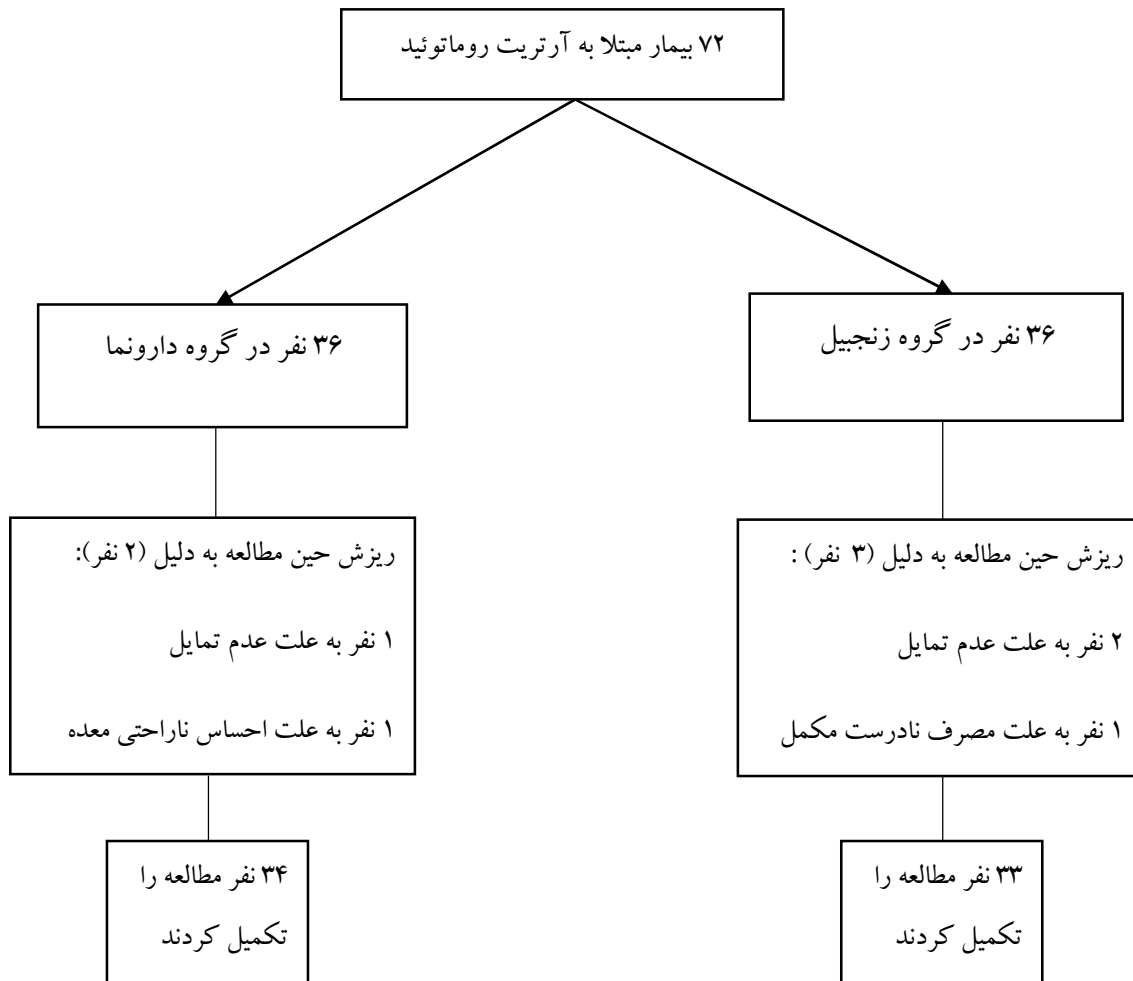 ۷۲ بیمار مبتلا به آرتریت روماتوئید
۳۶ نفر در گروه زنجبیل
۳۶ نفر در گروه دارونما
ریزش حین مطالعه به دلیل (۳ نفر) :
۲ نفر به علت عدم تمایل
۱ نفر به علت مصرف نادرست مکمل
ریزش حین مطالعه به دلیل (۲ نفر):
۱ نفر به علت عدم تمایل
۱ نفر به علت احساس ناراحتی معده
۳۳ نفر مطالعه را
تکمیل کردند
۳۴ نفر مطالعه را
تکمیل کردند